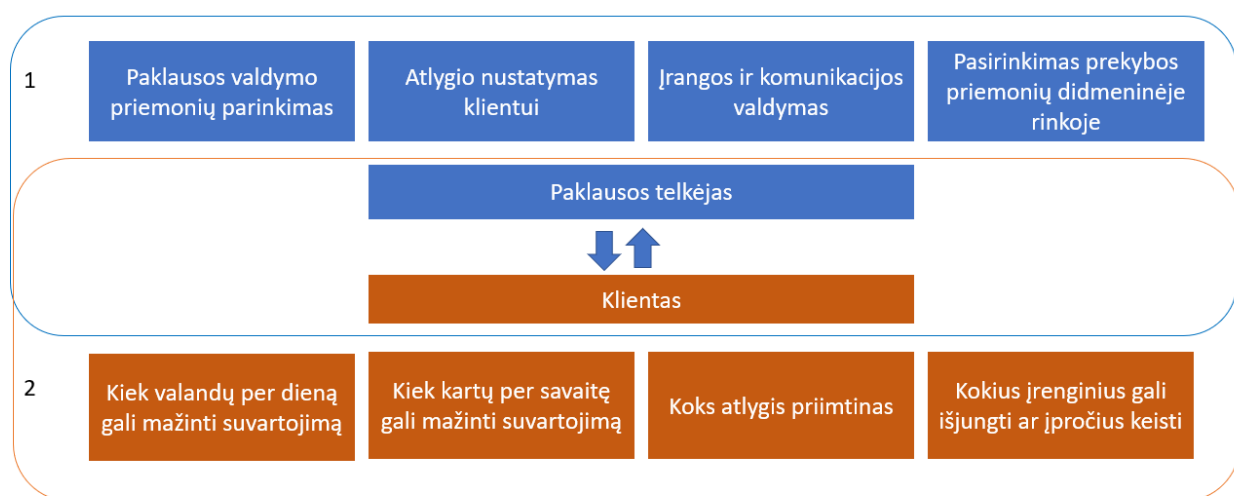 1
Paklausos valdymo
priemonių parinkimas
Atlygio nustatymas
klientui
Įrangos ir komunikacijos
valdymas
Pasirinkimas prekybos
priemonių didmeninėje
rinkoje
Paklausos telkėjas
Klientas
2
Kiek valandų per dieną
gali mažinti suvartojimą
Kiek kartų per savaitę
gali mažinti suvartojimą
Koks atlygis priimtinas
Kokius įrenginius gali
išjungti ar įpročius keisti